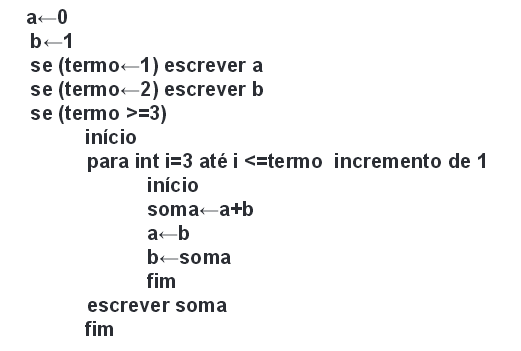 a←0
b←1
se (termo←1) escrever a
se (termo←2) escrever b
se (termo >=3)
início
para int i=3 até i <=termo incremento de 1
início
soma←a+b
a←b
b←soma
fim
escrever soma
fim